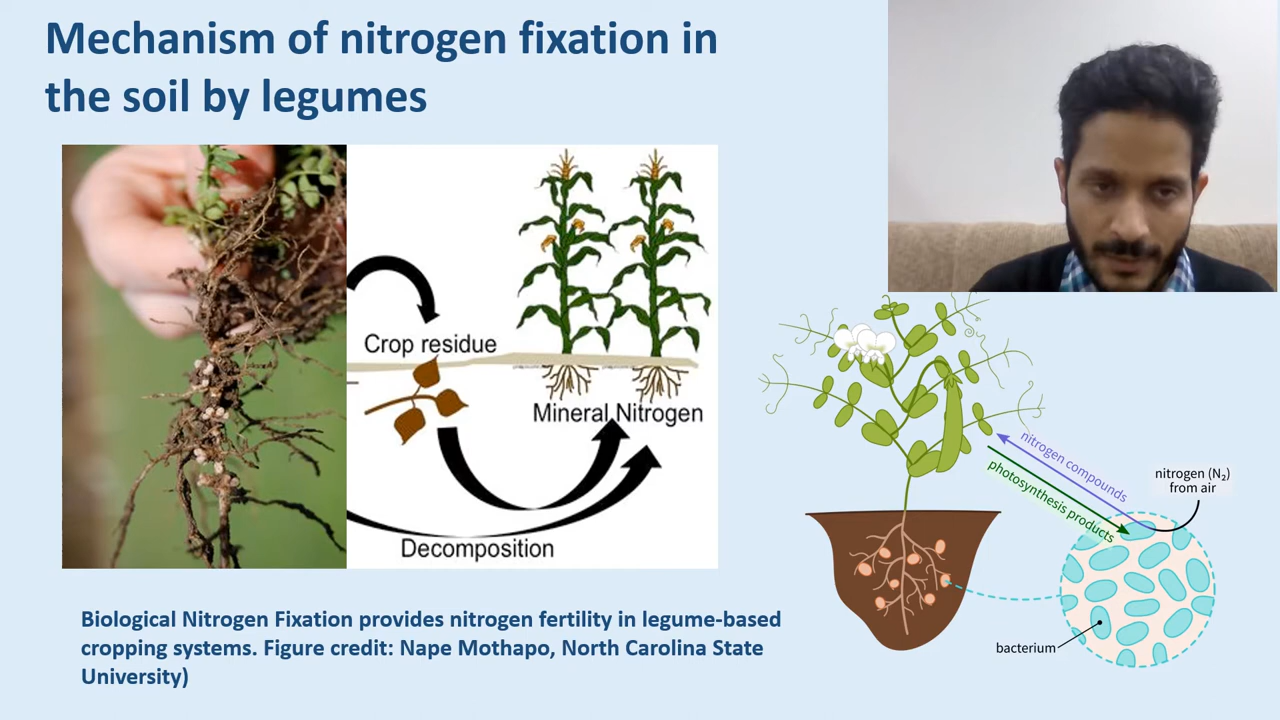 Mechanism of nitrogen fixation in
the soil by legumes
Crop residue
Mineral Nitrogen
Decomposition
nitrogen compounds
photosynthesis products
nitrogen (N₂)
from air
bacterium
Biological Nitrogen Fixation provides nitrogen fertility in legume-based
cropping systems. Figure credit: Nape Mothapo, North Carolina State
University)